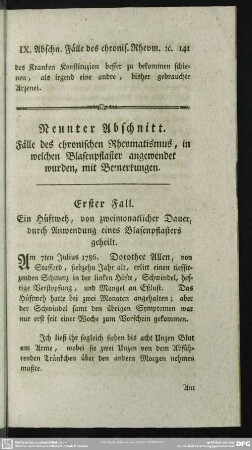 IX. Abschn. Fälle des chronis. Rhevm. ꝛc. 141
des Kranken Konstituzion besser zu bekommen schie-
nen, als irgend eine andre, bisher gebrauchte
Arzenei.
Neunter Abschnitt.
Fälle des chronischen Rhevmatismus, in
welchen Blasenpflaster angewendet
wurden, mit Bemerkungen.
Erster Fall.
Ein Hüftweh, von zweimonatlicher Dauer,
durch Anwendung eines Blasenpflasters
geheilt.
Am 7ten Julius 1786. Dorothee Allen, von
Stafford, siebzehn Jahr alt, erlitt einen tiefsit-
zenden Schmerz in der linken Hüfte, Schwindel, hef-
tige Verstopfung, und Mangel an Eßlust. Das
Hüftweh hatte bei zwei Monaten angehalten; aber
der Schwindel samt den übrigen Symptomen war
nur erst seit einer Woche zum Vorschein gekommen.
Ich ließ ihr sogleich sieben bis acht Unzen Blut
am Arme, wobei sie zwei Unzen von dem Abfüh-
renden Tränkchen über den andern Morgen nehmen
mußte.
Am